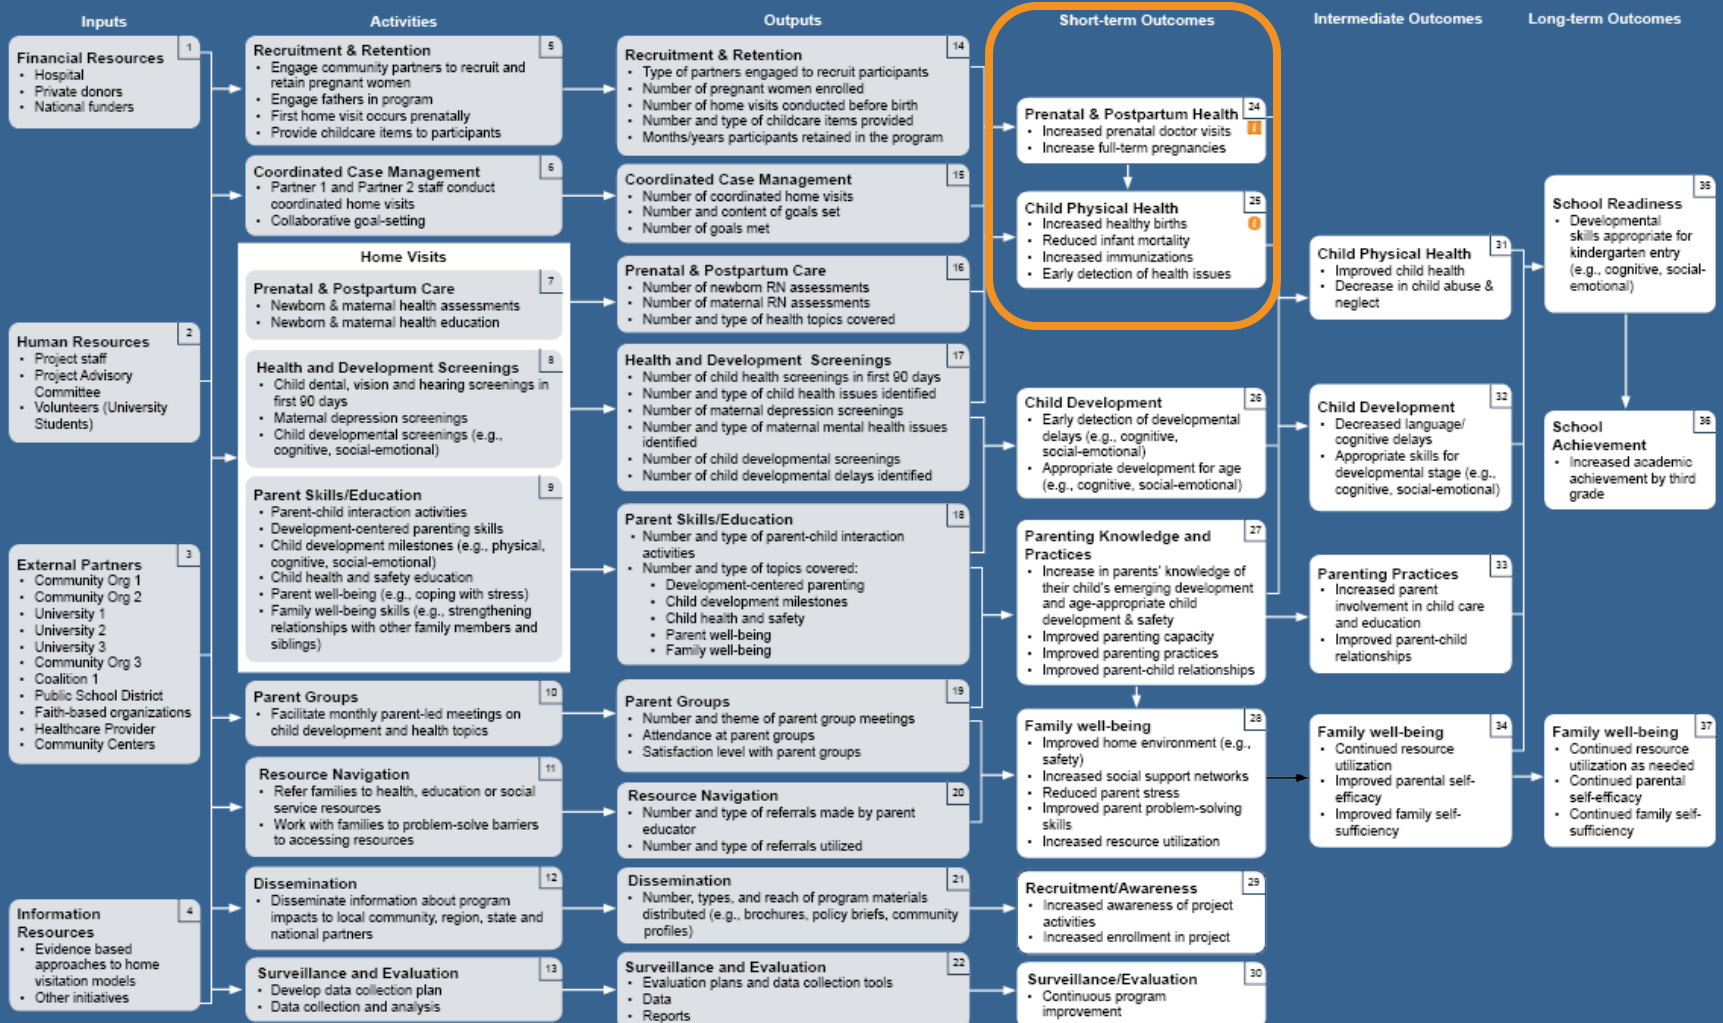 Inputs
Activities
Outputs
Short-term Outcomes
Intermediate Outcomes
Long-term Outcomes
1
Financial Resources
• Hospital
• Private donors
• National funders
2
Human Resources
• Project staff
• Project Advisory
Committee
• Volunteers (University
Students)
3
External Partners
• Community Org 1
• Community Org 2
• University 1
• University 2
• University 3
• Community Org 3
• Coalition 1
• Public School District
• Faith-based organizations
• Healthcare Provider
• Community Centers
4
Information
Resources
• Evidence based
approaches to home
visitation models
• Other initiatives
5
Recruitment & Retention
• Engage community partners to recruit and
retain pregnant women
• Engage fathers in program
• First home visit occurs prenatally
• Provide childcare items to participants
6
Coordinated Case Management
• Partner 1 and Partner 2 staff conduct
coordinated home visits
• Collaborative goal-setting
Home Visits
7
Prenatal & Postpartum Care
• Newborn & maternal health assessments
• Newborn & maternal health education
8
Health and Development Screenings
• Child dental, vision and hearing screenings in
first 90 days
• Maternal depression screenings
• Child developmental screenings (e.g.,
cognitive, social-emotional)
9
Parent Skills/Education
• Parent-child interaction activities
• Development-centered parenting skills
• Child development milestones (e.g., physical,
cognitive, social-emotional)
• Child health and safety education
• Parent well-being (e.g., coping with stress)
• Family well-being skills (e.g., strengthening
relationships with other family members and
siblings)
10
Parent Groups
• Facilitate monthly parent-led meetings on
child development and health topics
11
Resource Navigation
• Refer families to health, education or social
service resources
• Work with families to problem-solve barriers
to accessing resources
12
Dissemination
• Disseminate information about program
impacts to local community, region, state and
national partners
13
Surveillance and Evaluation
• Develop data collection plan
• Data collection and analysis
14
Recruitment & Retention
• Type of partners engaged to recruit participants
• Number of pregnant women enrolled
• Number of home visits conducted before birth
• Number and type of childcare items provided
• Months/years participants retained in the program
15
Coordinated Case Management
• Number of coordinated home visits
• Number and content of goals set
• Number of goals met
16
Prenatal & Postpartum Care
• Number of newborn RN assessments
• Number of maternal RN assessments
• Number and type of health topics covered
17
Health and Development Screenings
• Number of child health screenings in first 90 days
• Number and type of child health issues identified
• Number of maternal depression screenings
• Number and type of maternal mental health issues
identified
• Number of child developmental screenings
• Number of child developmental delays identified
18
Parent Skills/Education
• Number and type of parent-child interaction
activities
• Number and type of topics covered:
• Development-centered parenting
• Child development milestones
• Child health and safety
• Parent well-being
• Family well-being
19
Parent Groups
• Number and theme of parent group meetings
• Attendance at parent groups
• Satisfaction level with parent groups
20
Resource Navigation
• Number and type of referrals made by parent
educator
• Number and type of referrals utilized
21
Dissemination
• Number, types, and reach of program materials
distributed (e.g., brochures, policy briefs, community
profiles)
22
Surveillance and Evaluation
• Evaluation plans and data collection tools
• Data
• Reports
24
Prenatal & Postpartum Health
i
• Increased prenatal doctor visits
• Increase full-term pregnancies
25
Child Physical Health
i
• Increased healthy births
• Reduced infant mortality
• Increased immunizations
• Early detection of health issues
26
Child Development
• Early detection of developmental
delays (e.g., cognitive,
social-emotional)
• Appropriate development for age
(e.g., cognitive, social-emotional)
27
Parenting Knowledge and
Practices
• Increase in parents' knowledge of
their child's emerging development
and age-appropriate child
development & safety
• Improved parenting capacity
• Improved parenting practices
• Improved parent-child relationships
28
Family well-being
• Improved home environment (e.g.,
safety)
• Increased social support networks
• Reduced parent stress
• Improved parent problem-solving
skills
• Increased resource utilization
29
Recruitment/Awareness
• Increased awareness of project
activities
• Increased enrollment in project
30
Surveillance/Evaluation
• Continuous program
improvement
31
Child Physical Health
• Improved child health
• Decrease in child abuse &
neglect
32
Child Development
• Decreased language/
cognitive delays
• Appropriate skills for
developmental stage (e.g.,
cognitive, social-emotional)
33
Parenting Practices
• Increased parent
involvement in child care
and education
• Improved parent-child
relationships
34
Family well-being
• Continued resource
utilization
• Improved parental self-
efficacy
• Improved family self-
sufficiency
35
School Readiness
• Developmental
skills appropriate for
kindergarten entry
(e.g., cognitive, social-
emotional)
36
School
Achievement
• Increased academic
achievement by third
grade
37
Family well-being
• Continued resource
utilization as needed
• Continued parental
self-efficacy
• Continued family self-
sufficiency